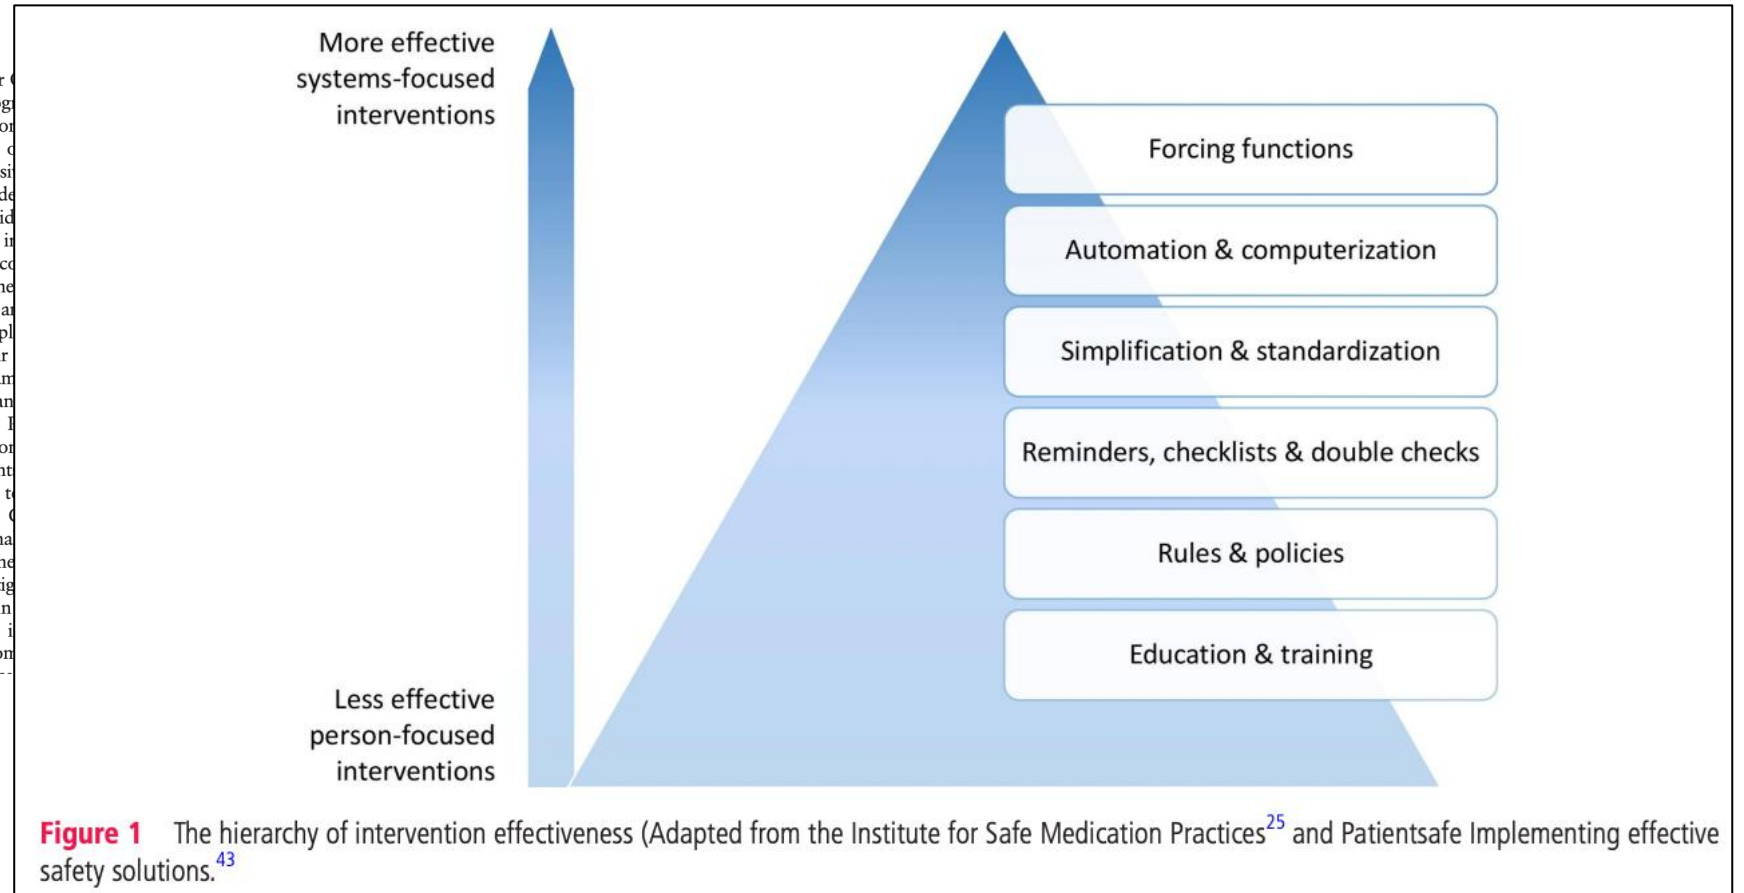 More effective
systems-focused
interventions
Forcing functions
Automation & computerization
Simplification & standardization
Reminders, checklists & double checks
Rules & policies
Education & training
Less effective
person-focused
interventions
Figure 1 The hierarchy of intervention effectiveness (Adapted from the Institute for Safe Medication Practices25 and Patientsafe Implementing effective
safety solutions.43